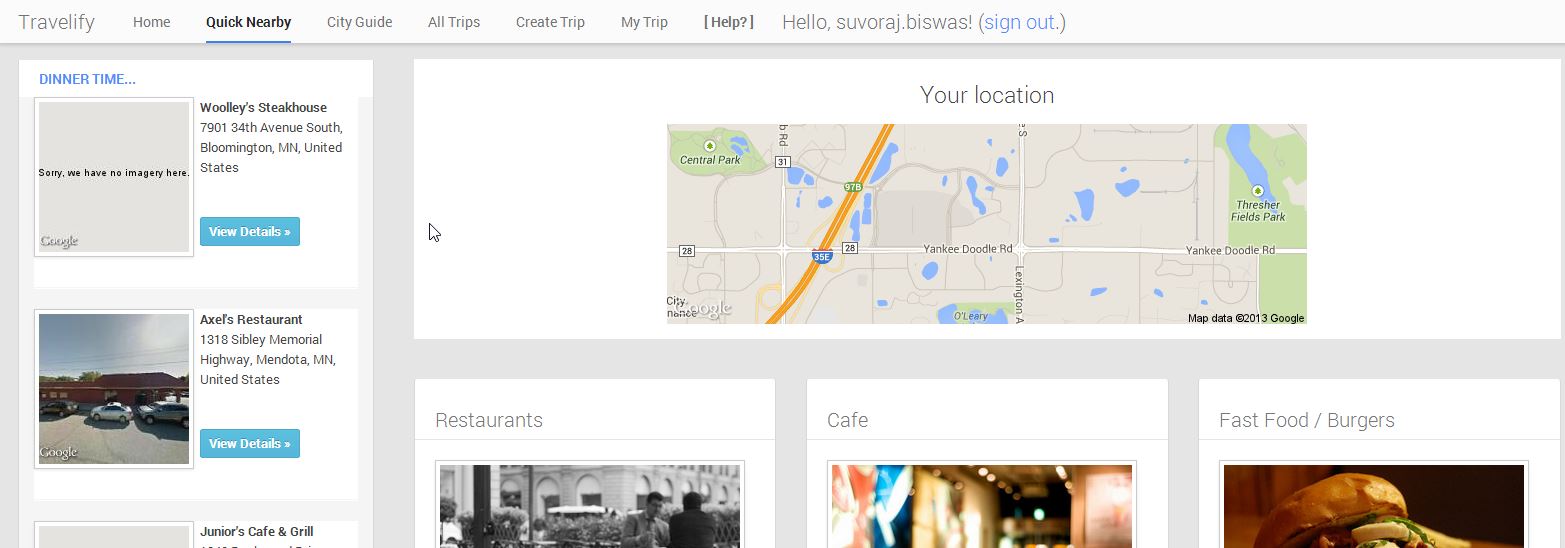 Travelify Home Quick Nearby City Guide All Trips Create Trip My Trip [ Help? ] Hello, suvoraj.biswas! (sign out.)
DINNER TIME...
Woolley's Steakhouse
7901 34th Avenue South,
Bloomington, MN, United
States
Sorry, we have no imagery here.
Google
View Details »
Axel's Restaurant
1318 Sibley Memorial
Highway, Mendota, MN,
United States
Google
View Details »
Junior's Cafe & Grill
Your location
Central Park
31
97B
Thresher
Fields Park
28
28
35E
Yankee Doodle Rd
Yankee Doodle Rd
Lexington A
City
Google
O'Leary
Map data ©2013 Google
Restaurants
Cafe
Fast Food / Burgers